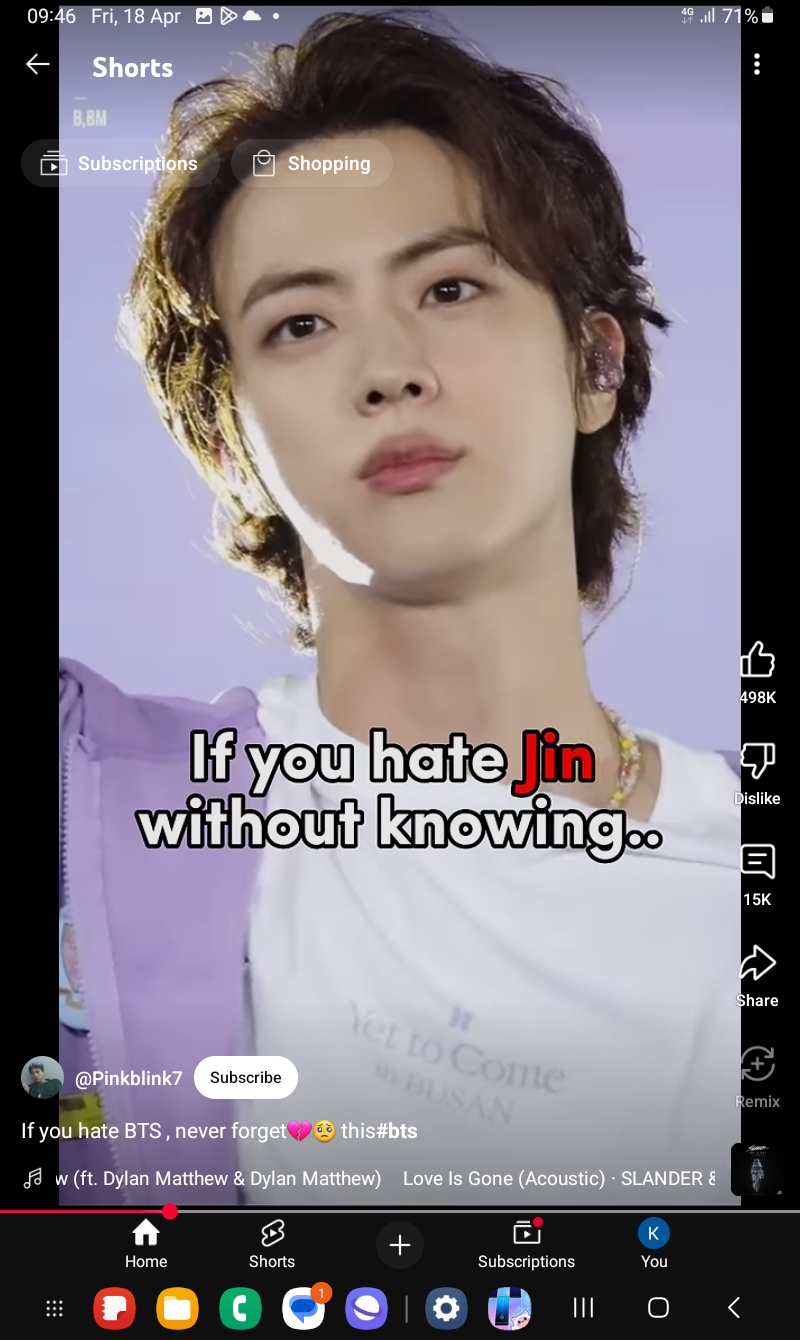 09:46 Fri, 18 Apr
4G
71%
Shorts
B,BM
Subscriptions
Shopping
498K
If you hate Jin
without knowing..
Dislike
15K
Share
Yet to Come
in BUSAN
@Pinkblink7
Subscribe
Remix
If you hate BTS , never forget💔🥺 this#bts
w (ft. Dylan Matthew & Dylan Matthew) Love Is Gone (Acoustic) · SLANDER &
K
Home
Shorts
Subscriptions
You
1